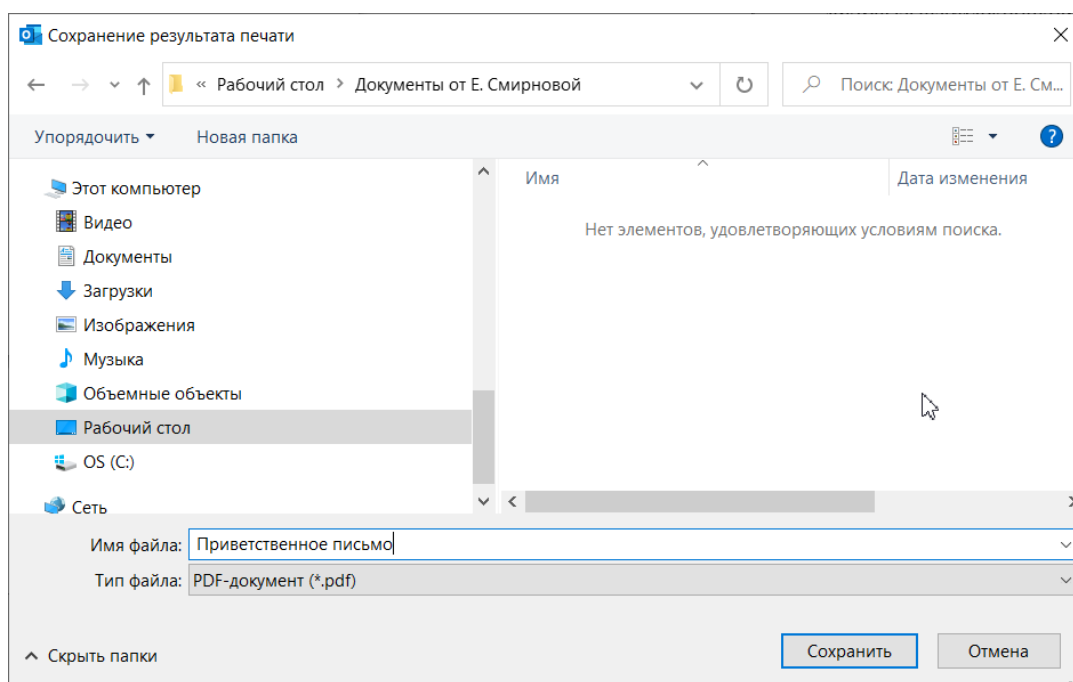 Сохранение результата печати
« Рабочий стол > Документы от Е. Смирновой
Поиск: Документы от Е. См...
Упорядочить
Новая папка
Этот компьютер
Видео
Документы
Загрузки
Изображения
Музыка
Объемные объекты
Рабочий стол
OS (C:)
Сеть
Имя
Дата изменения
Нет элементов, удовлетворяющих условиям поиска.
Имя файла: Приветственное письмо
Тип файла: PDF-документ (*.pdf)
Скрыть папки
Сохранить
Отмена